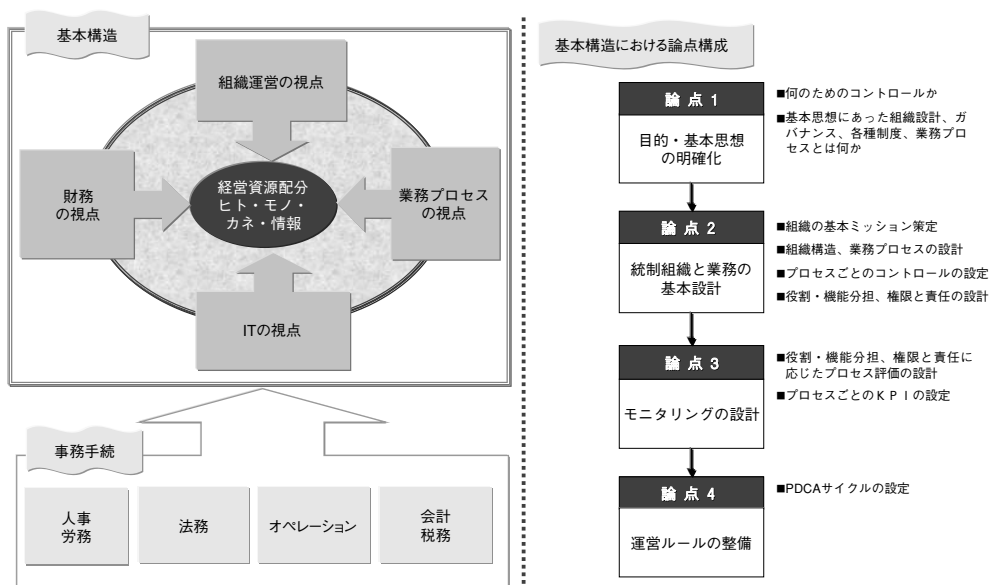 基本構造
組織運営の視点
財務
の視点
経営資源配分
ヒト・モノ・
カネ・情報
業務プロセス
の視点
ITの視点
事務手続
人事
労務
法務
オペレーション
会計
税務
基本構造における論点構成
論 点 1
目的・基本思想
の明確化
■何のためのコントロールか
■基本思想にあった組織設計、ガ
バナンス、各種制度、業務プロ
セスとは何か
論 点 2
統制組織と業務の
基本設計
■組織の基本ミッション策定
■組織構造、業務プロセスの設計
■プロセスごとのコントロールの設定
■役割・機能分担、権限と責任の設計
論 点 3
モニタリングの設計
■役割・機能分担、権限と責任に
応じたプロセス評価の設計
■プロセスごとのKPIの設定
論 点 4
運営ルールの整備
■PDCAサイクルの設定